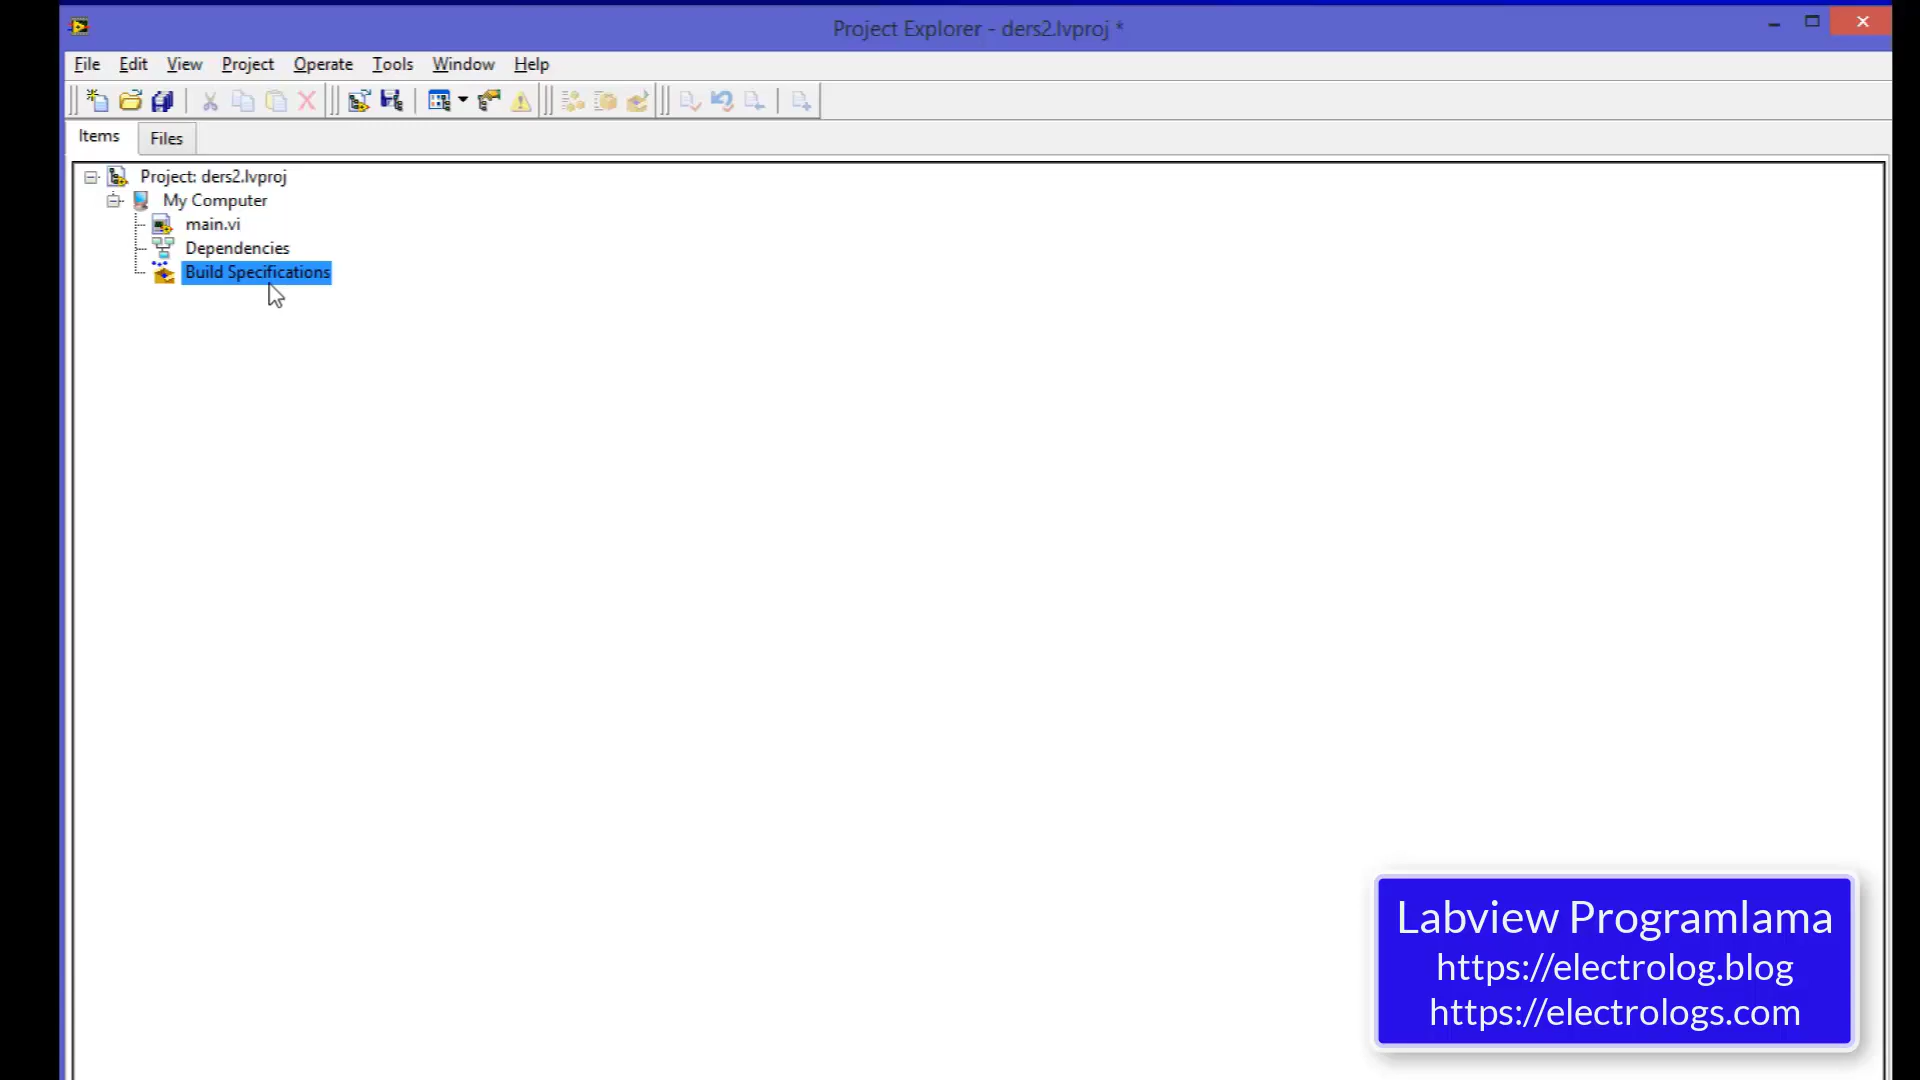 Project Explorer - ders2.lvproj *
File Edit View Project Operate Tools Window Help
Items Files
Project: ders2.lvproj
My Computer
main.vi
Dependencies
Build Specifications
Labview Programlama
https://electrolog.blog
https://electrologs.com